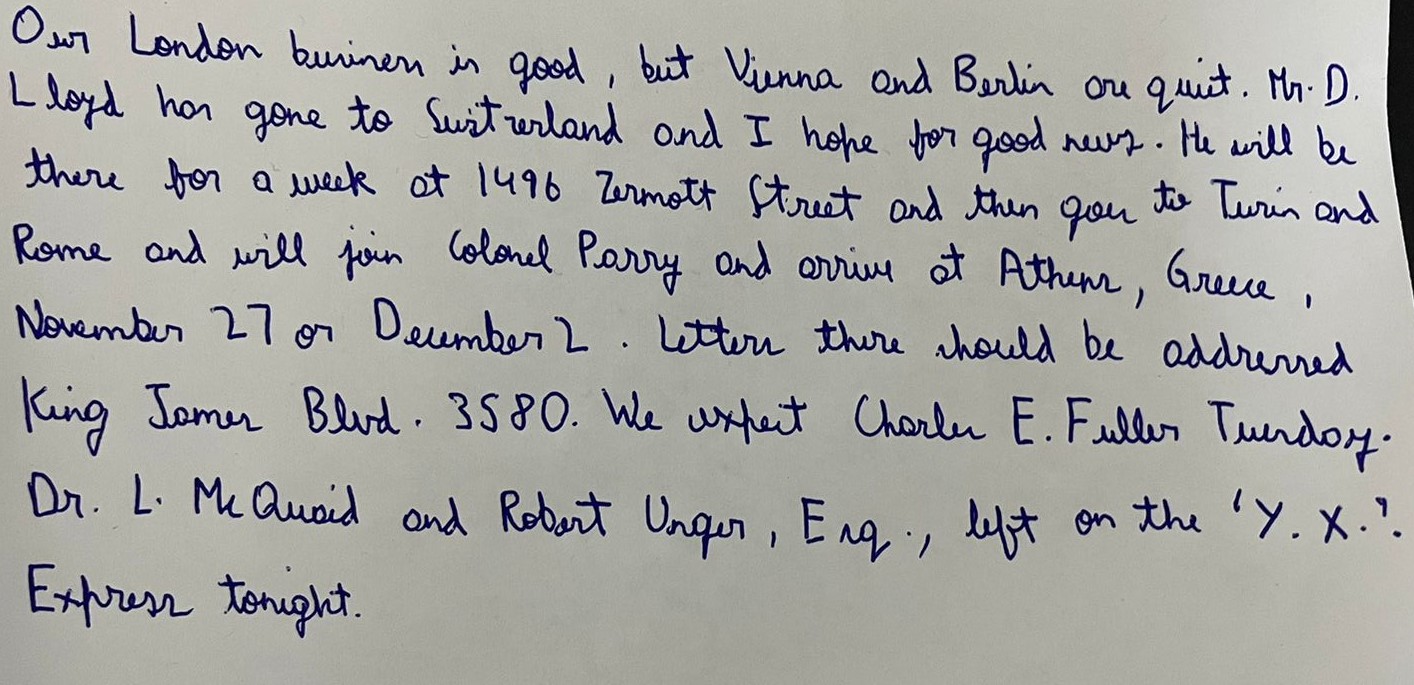 Our London business is good, but Vienna and Berlin are quiet. Mr. D.
Lloyd has gone to Switzerland and I hope for good news. He will be
there for a week at 1496 Zermott Street and then goes to Turin and
Rome and will join Colonel Parry and arrive at Athens, Greece,
November 27 or December 2. Letters there should be addressed
King James Blvd. 3580. We expect Charles E. Fuller Tuesday.
Dr. L. McQuaid and Robert Unger, Esq., left on the 'Y. X.'.
Express tonight.